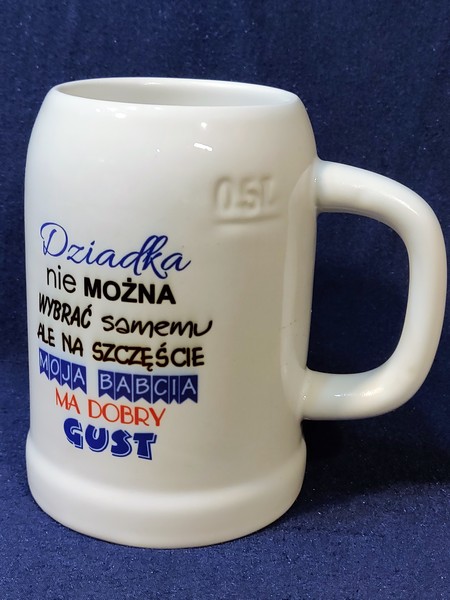 0.5L
Dziadka
nie MOŻNA
WYBRAĆ samemu
ALE NA SZCZĘŚCIE
MOJA BABCIA
MA DOBRY
GUST